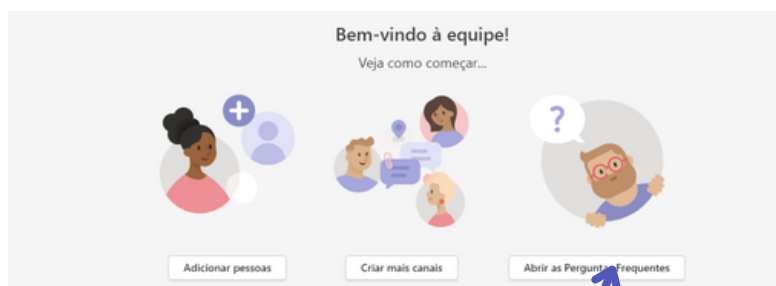 Bem-vindo à equipe!
Veja como começar...
?
Adicionar pessoas
Criar mais canais
Abrir as Perguntas Frequentes